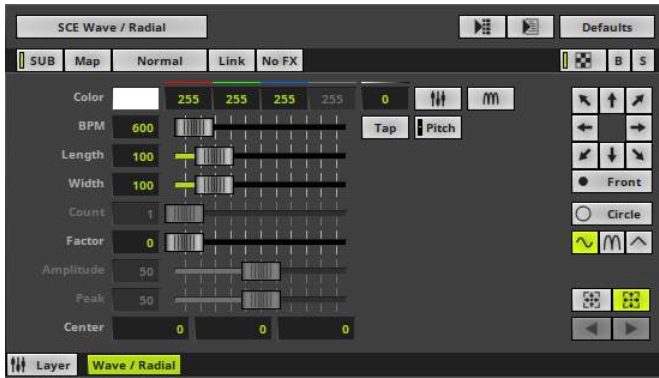 SCE Wave / Radial Defaults
SUB Map Normal Link No FX B S
Color 255 255 255 255 0
BPM 600 Tap Pitch
Length 100
Width 100 Front
Count 1 Circle
Factor 0
Amplitude 50
Peak 50
Center 0 0 0
Layer Wave / Radial